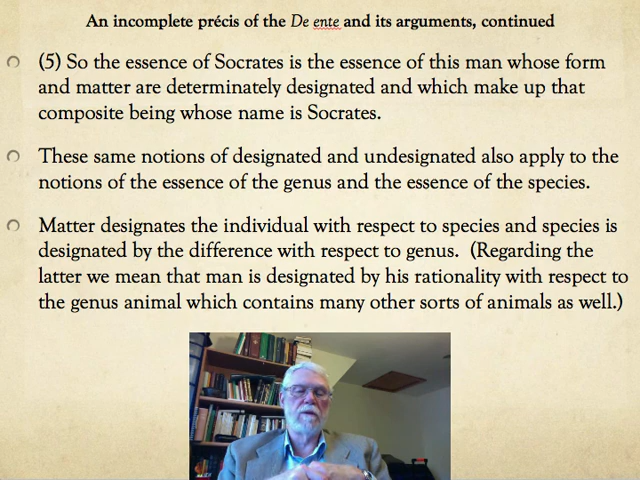 An incomplete précis of the De ente and its arguments, continued
(5) So the essence of Socrates is the essence of this man whose form
and matter are determinately designated and which make up that
composite being whose name is Socrates.
These same notions of designated and undesignated also apply to the
notions of the essence of the genus and the essence of the species.
Matter designates the individual with respect to species and species is
designated by the difference with respect to genus.  (Regarding the
latter we mean that man is designated by his rationality with respect to
the genus animal which contains many other sorts of animals as well.)